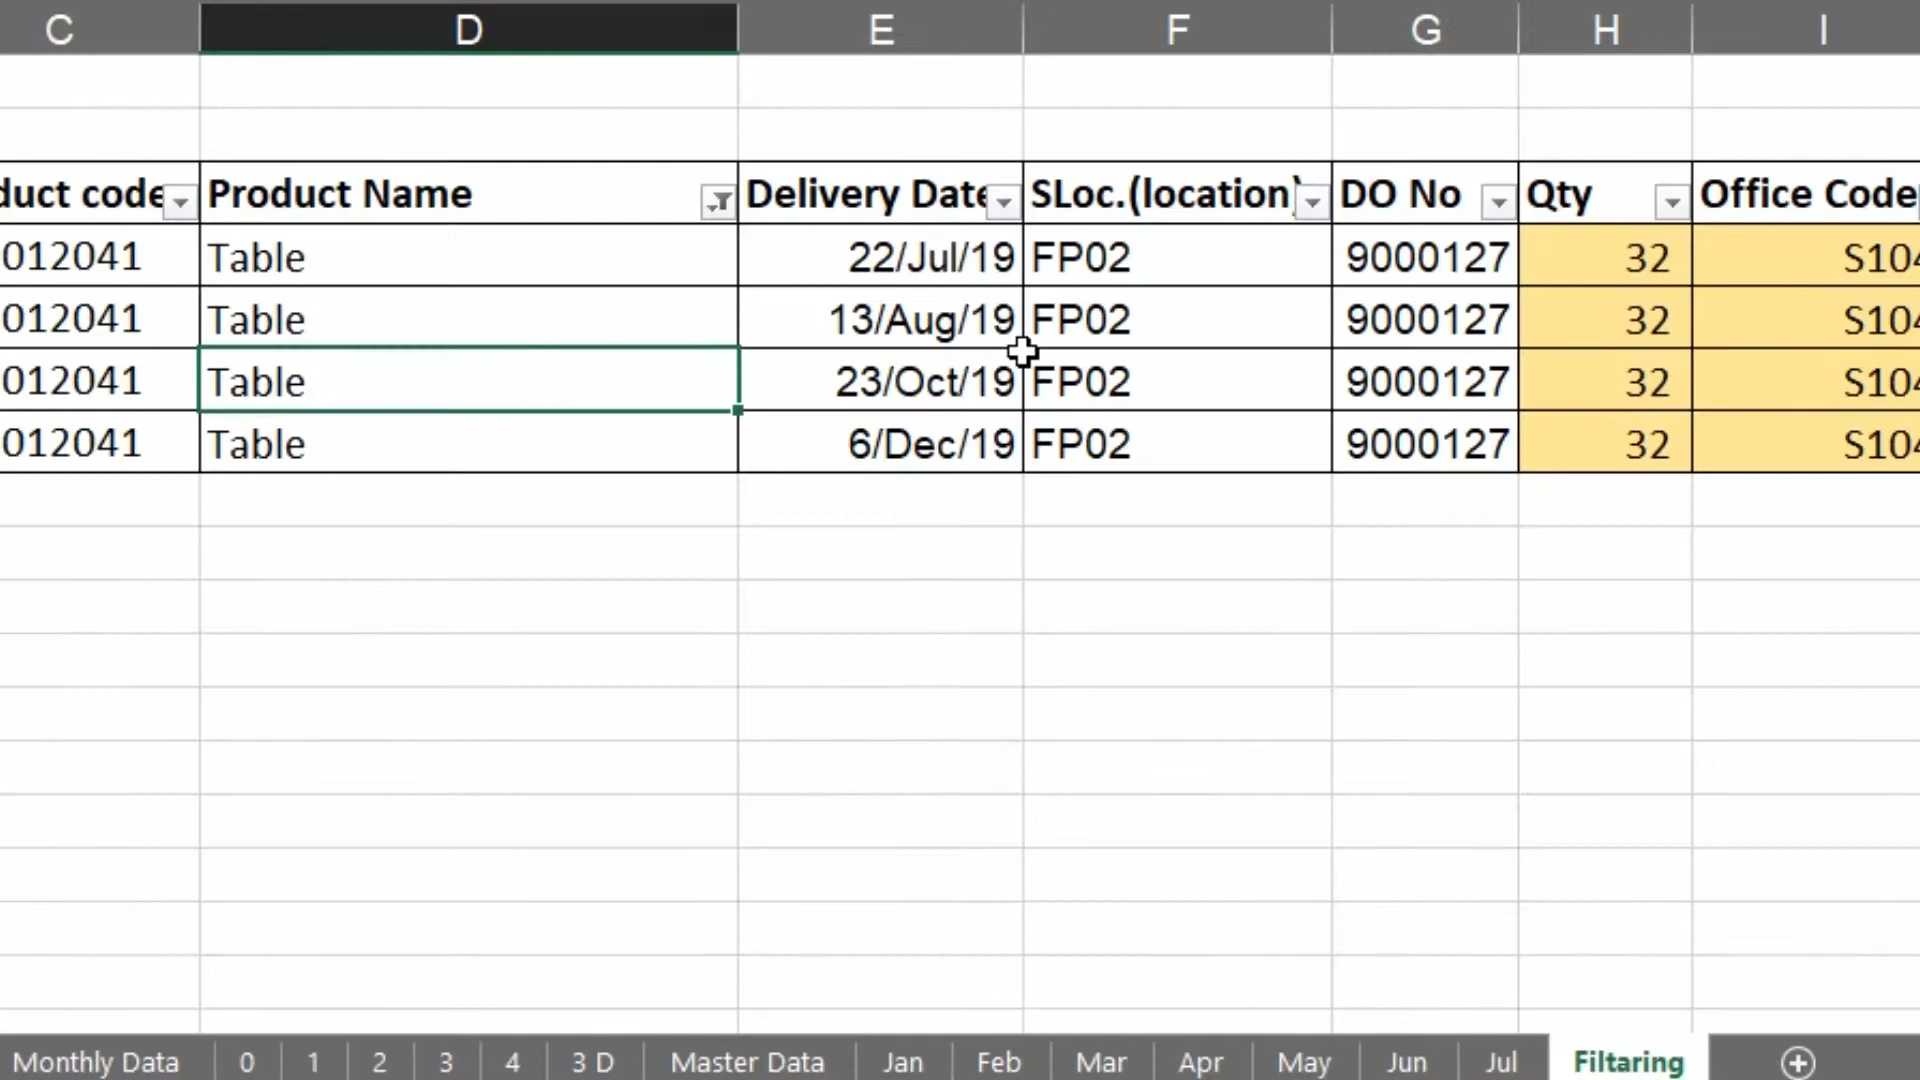 C D E F G H I
duct code Product Name Delivery Date SLoc.(location) DO No Qty Office Code
012041 Table 22/Jul/19 FP02 9000127 32 S104
012041 Table 13/Aug/19 FP02 9000127 32 S104
012041 Table 23/Oct/19 FP02 9000127 32 S104
012041 Table 6/Dec/19 FP02 9000127 32 S104
Monthly Data 0 1 2 3 4 3 D Master Data Jan Feb Mar Apr May Jun Jul Filtaring